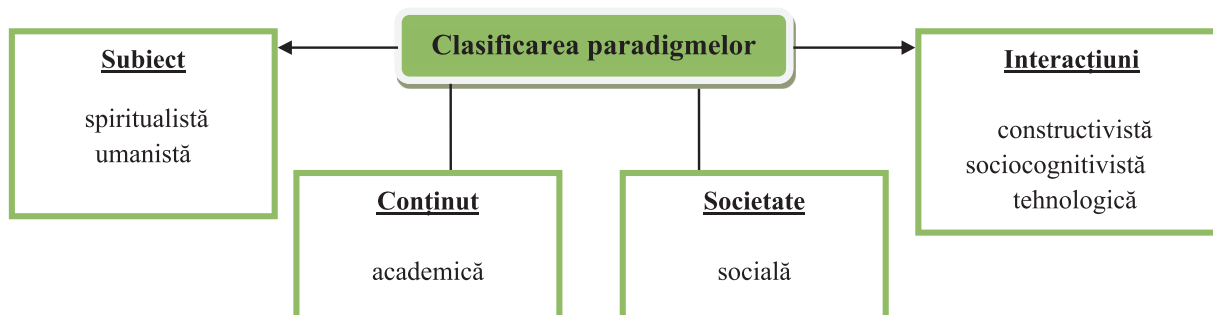 Clasificarea paradigmelor
Subiect
spiritualistă
umanistă
Conținut
academică
Societate
socială
Interacțiuni
constructivistă
sociocognitivistă
tehnologică